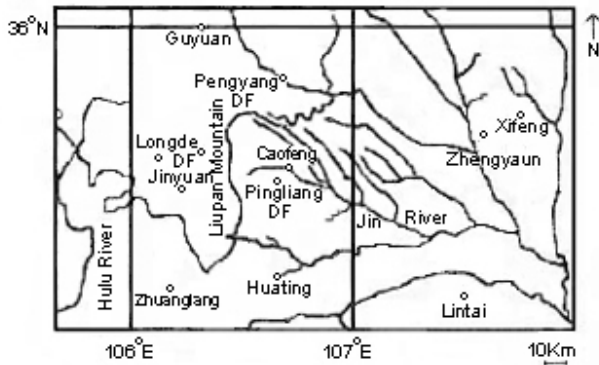 36°N
Guyuan
N
Pengyang
DF
Xifeng
Zhengyaun
Longde
DF
Jinyuan
Liupan Mountain
Caofeng
Pingliang
DF
Jin River
Hulu River
Zhuanglang
Huating
Lintai
106°E
107°E
10Km